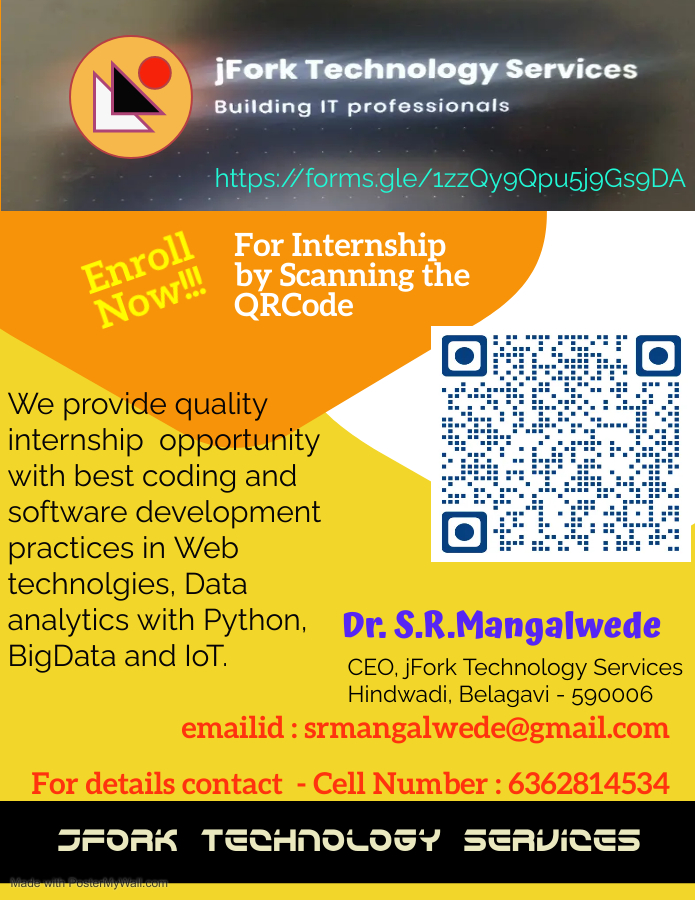 jFork Technology Services
Building IT professionals
https://forms.gle/1zzQy9Qpu5j9Gs9DA
Enroll
Now!!!
For Internship
by Scanning the
QRCode
We provide quality
internship opportunity
with best coding and
software development
practices in Web
technolgies, Data
analytics with Python,
BigData and IoT.
Dr. S.R.Mangalwede
CEO, jFork Technology Services
Hindwadi, Belagavi - 590006
emailid : srmangalwede@gmail.com
For details contact - Cell Number : 6362814534
JFORK TECHNOLOGY SERVICES
Made with PosterMyWall.com